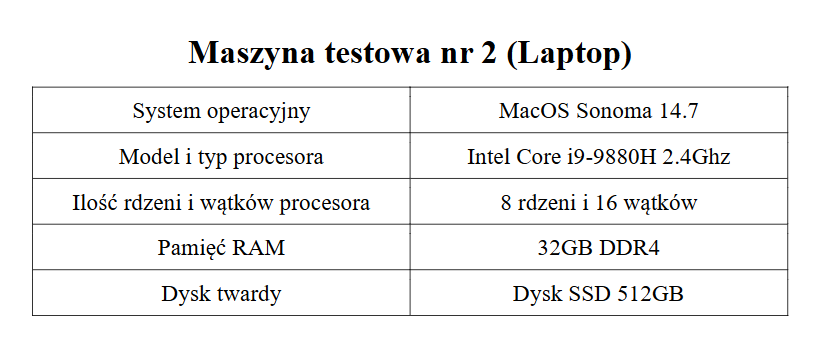 Maszyna testowa nr 2 (Laptop)
System operacyjny MacOS Sonoma 14.7
Model i typ procesora Intel Core i9-9880H 2.4Ghz
Ilość rdzeni i wątków procesora 8 rdzeni i 16 wątków
Pamięć RAM 32GB DDR4
Dysk twardy Dysk SSD 512GB